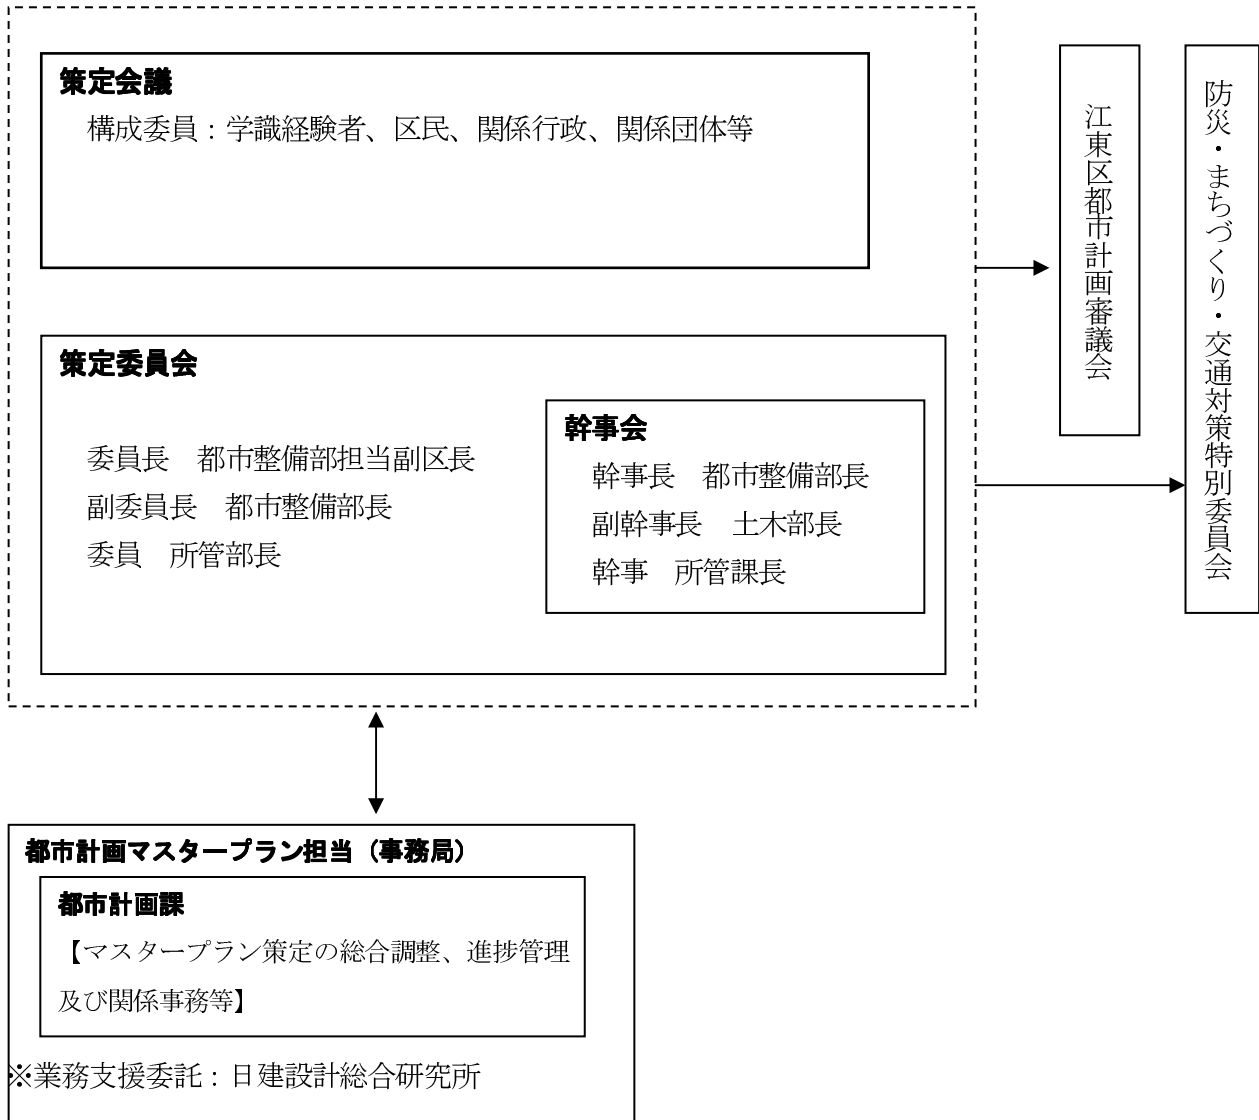 策定会議
構成委員：学識経験者、区民、関係行政、関係団体等
策定委員会
委員長　都市整備部担当副区長
副委員長　都市整備部長
委員　所管部長
幹事会
幹事長　都市整備部長
副幹事長　土木部長
幹事　所管課長
江東区都市計画審議会
防災・まちづくり・交通対策特別委員会
都市計画マスタープラン担当（事務局）
都市計画課
【マスタープラン策定の総合調整、進捗管理
及び関係事務等】
※業務支援委託：日建設計総合研究所